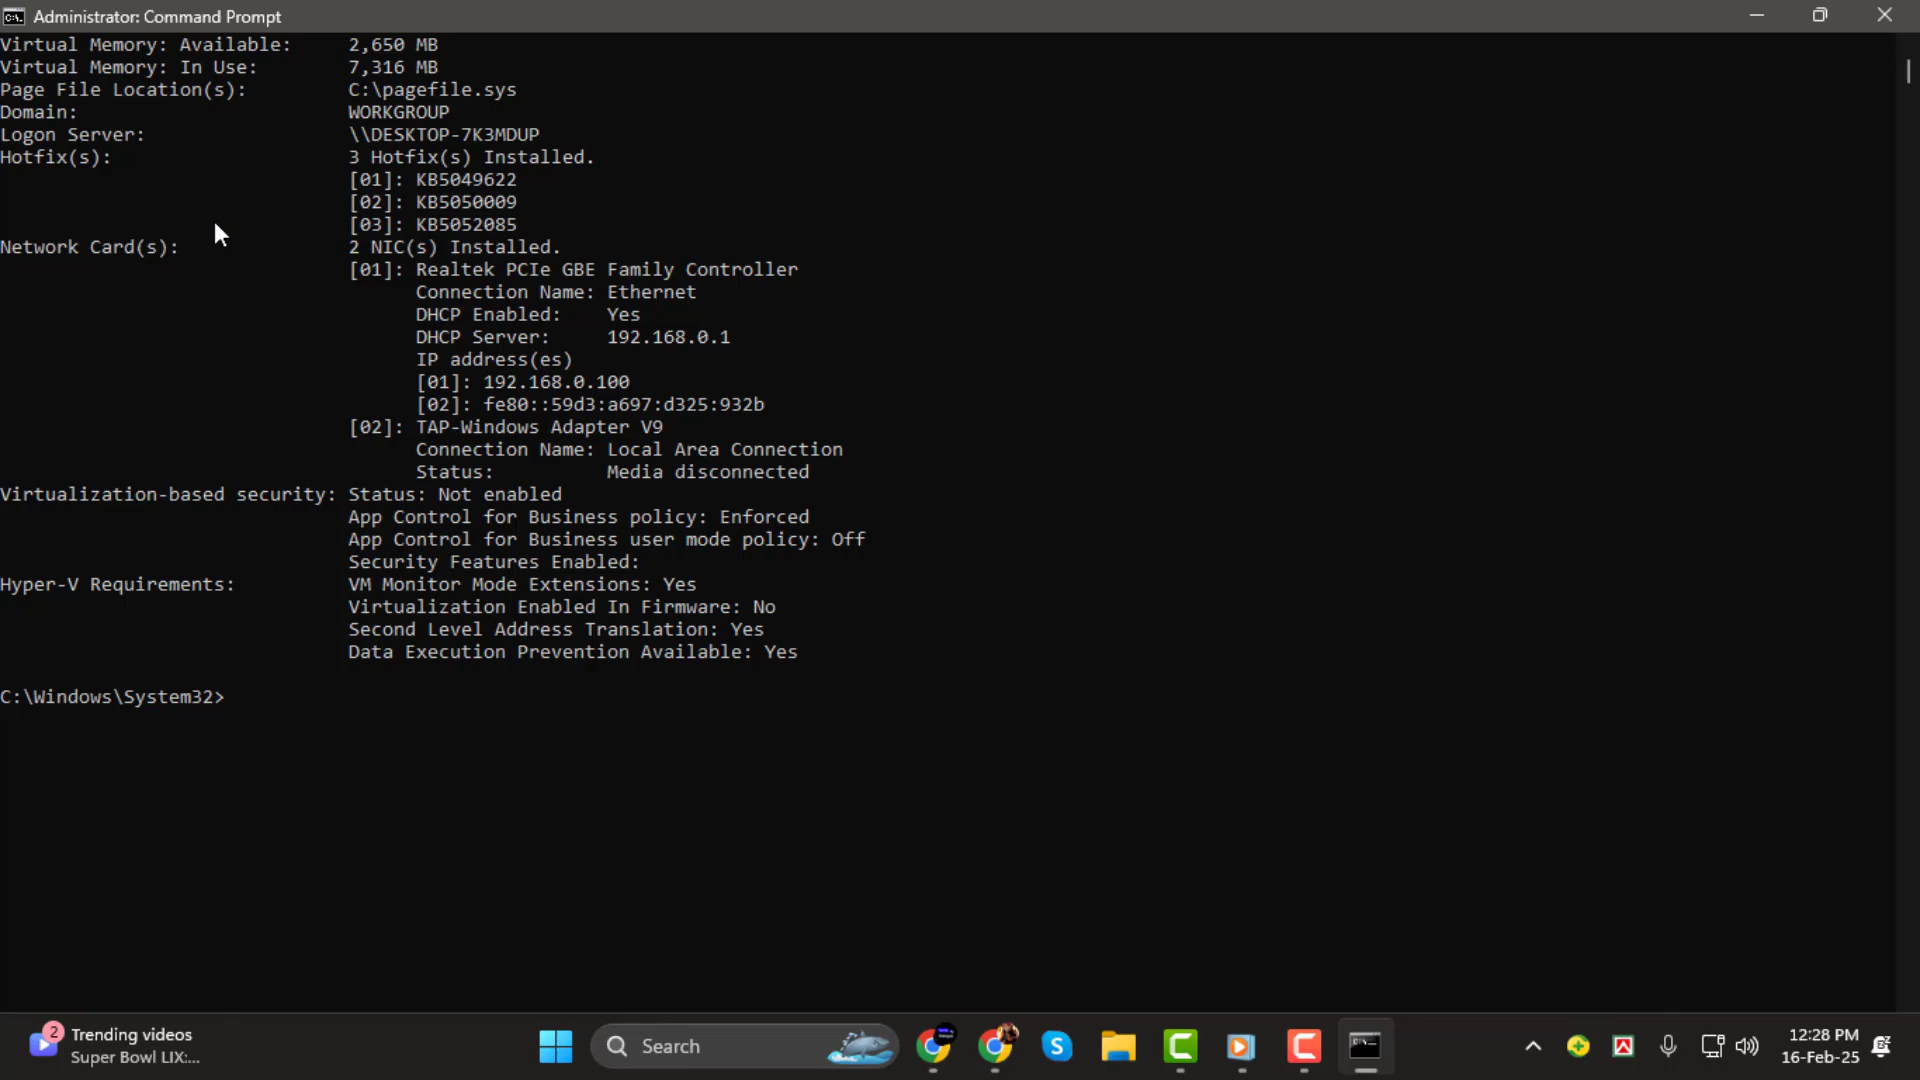 Administrator: Command Prompt
Virtual Memory: Available: 2,650 MB
Virtual Memory: In Use: 7,316 MB
Page File Location(s): C:\pagefile.sys
Domain: WORKGROUP
Logon Server: \\DESKTOP-7K3MDUP
Hotfix(s): 3 Hotfix(s) Installed.
[01]: KB5049622
[02]: KB5050009
[03]: KB5052085
Network Card(s): 2 NIC(s) Installed.
[01]: Realtek PCIe GBE Family Controller
Connection Name: Ethernet
DHCP Enabled: Yes
DHCP Server: 192.168.0.1
IP address(es)
[01]: 192.168.0.100
[02]: fe80::59d3:a697:d325:932b
[02]: TAP-Windows Adapter V9
Connection Name: Local Area Connection
Status: Media disconnected
Virtualization-based security: Status: Not enabled
App Control for Business policy: Enforced
App Control for Business user mode policy: Off
Security Features Enabled:
Hyper-V Requirements: VM Monitor Mode Extensions: Yes
Virtualization Enabled In Firmware: No
Second Level Address Translation: Yes
Data Execution Prevention Available: Yes
C:\Windows\System32>
2
Trending videos
Super Bowl LIX:...
Search
12:28 PM
16-Feb-25